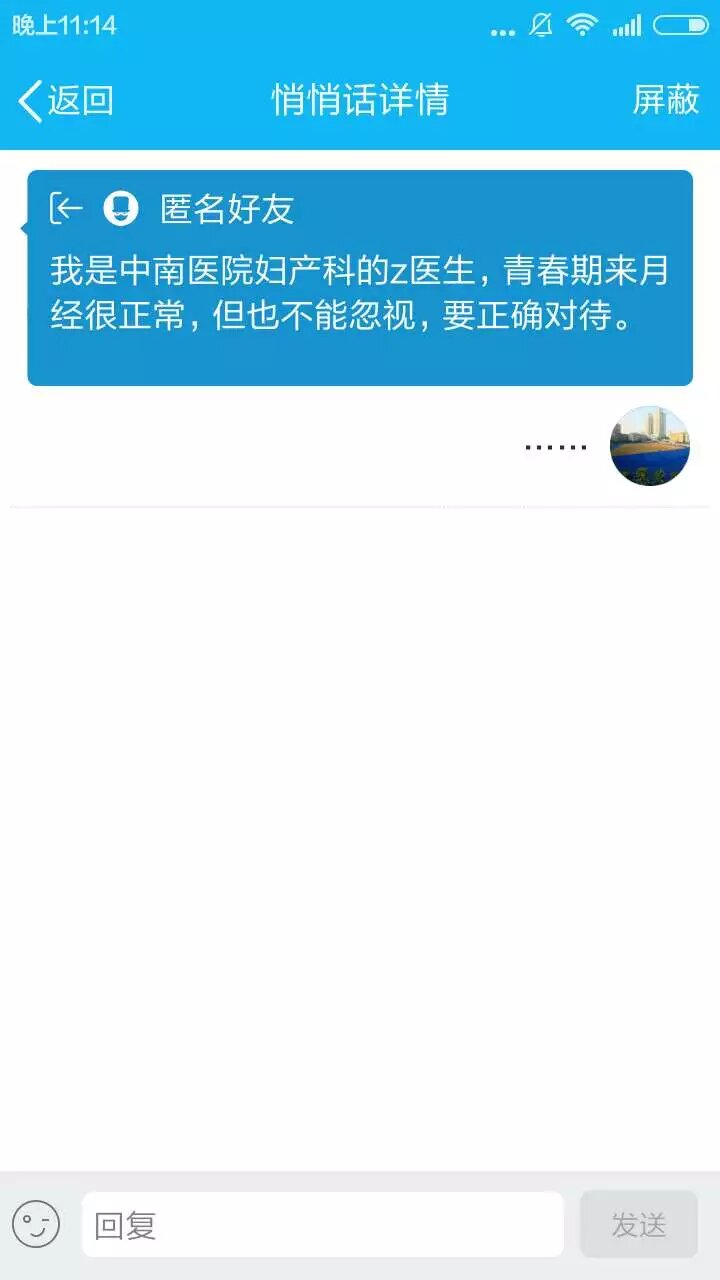 晚上11:14
返回
悄悄话详情
屏蔽
匿名好友
我是中南医院妇产科的z医生，青春期来月
经很正常，但也不能忽视，要正确对待。
······
回复
发送